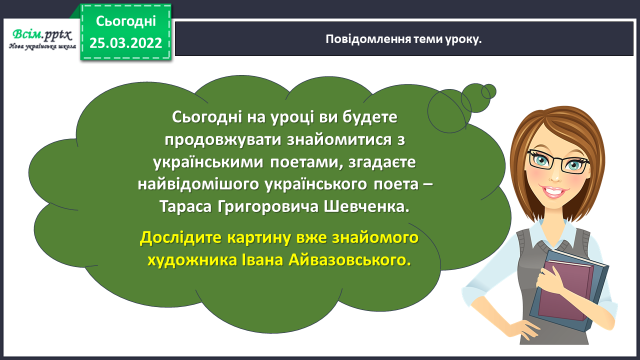 Всім.pptx
Нова українська школа
Сьогодні
25.03.2022
Повідомлення теми уроку.
Сьогодні на уроці ви будете
продовжувати знайомитися з
українськими поетами, згадаєте
найвідомішого українського поета –
Тараса Григоровича Шевченка.
Дослідите картину вже знайомого
художника Івана Айвазовського.